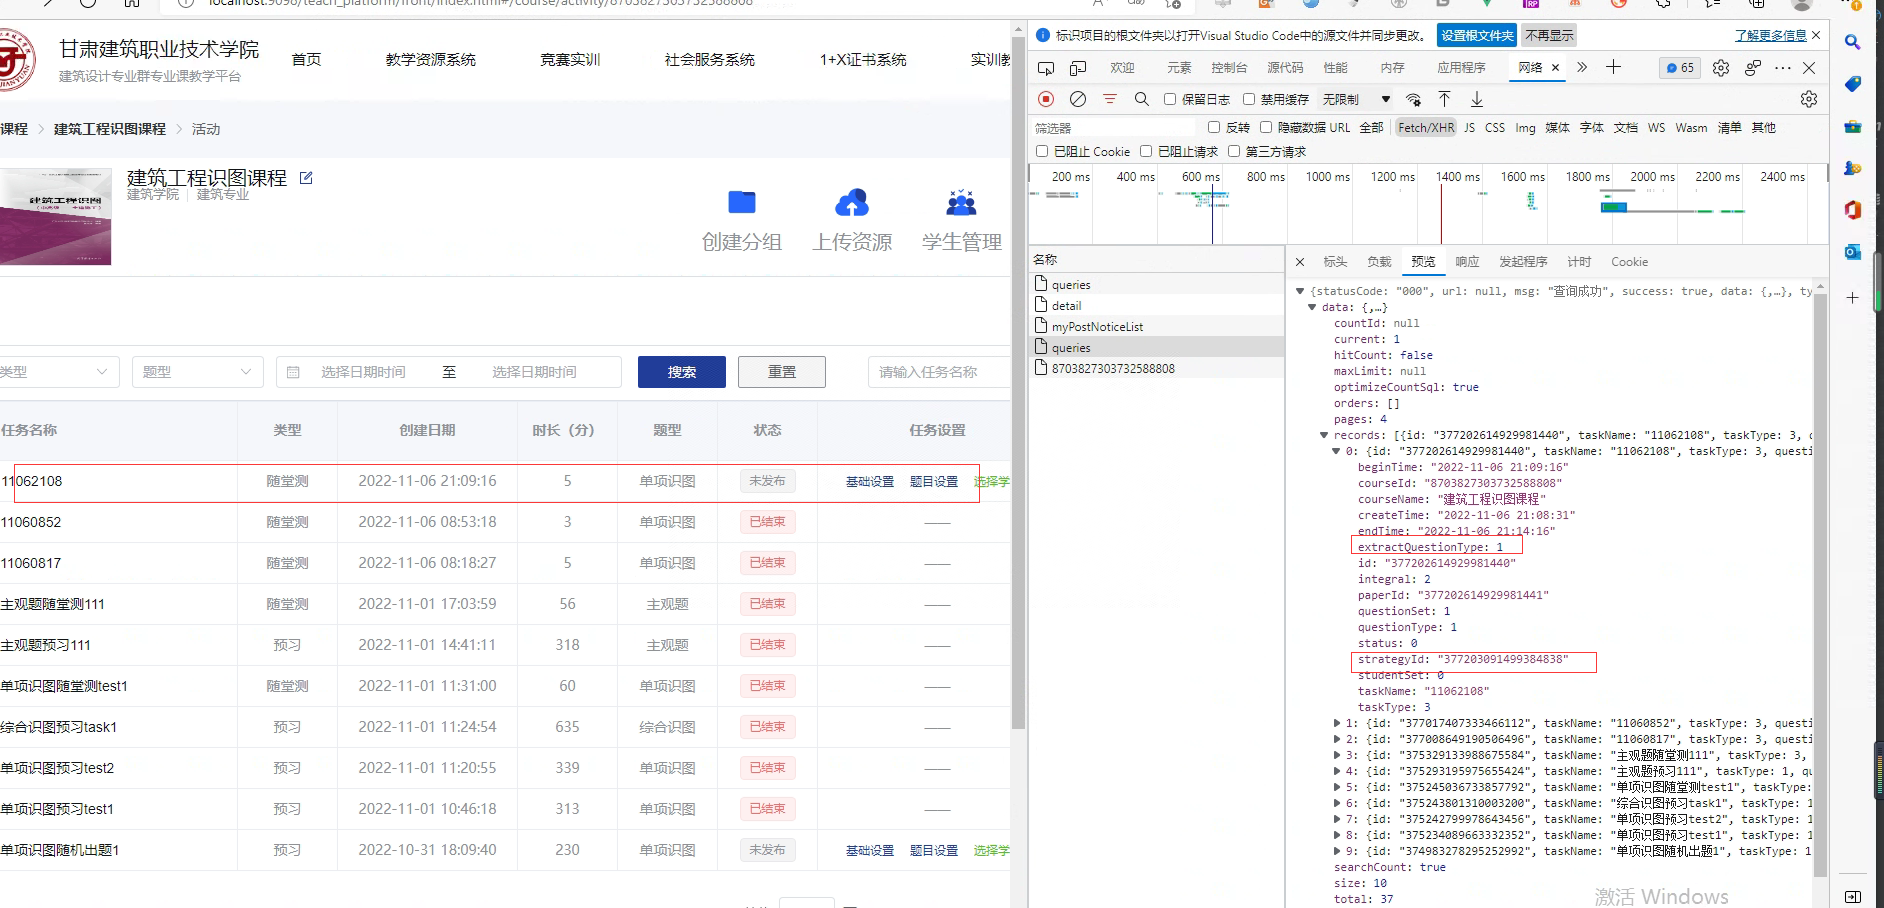 localhost:9098/teach_platform/front/index.html#/course/activity/8703827303732588808
甘肃建筑职业技术学院
建筑设计专业群专业课教学平台
首页
教学资源系统
竞赛实训
社会服务系统
1+X证书系统
实训教
课程 > 建筑工程识图课程 > 活动
建筑工程识图课程
建筑学院 | 建筑专业
建筑工程识图
创建分组
上传资源
学生管理
类型
题型
选择日期时间 至 选择日期时间
搜索
重置
请输入任务名称
任务名称 类型 创建日期 时长（分） 题型 状态 任务设置
11062108 随堂测 2022-11-06 21:09:16 5 单项识图 未发布 基础设置 题目设置 选择学
11060852 随堂测 2022-11-06 08:53:18 3 单项识图 已结束 ——
11060817 随堂测 2022-11-06 08:18:27 5 单项识图 已结束 ——
主观题随堂测111 随堂测 2022-11-01 17:03:59 56 主观题 已结束 ——
主观题预习111 预习 2022-11-01 14:41:11 318 主观题 已结束 ——
单项识图随堂测test1 随堂测 2022-11-01 11:31:00 60 单项识图 已结束 ——
综合识图预习task1 预习 2022-11-01 11:24:54 635 综合识图 已结束 ——
单项识图预习test2 预习 2022-11-01 11:20:55 339 单项识图 已结束 ——
单项识图预习test1 预习 2022-11-01 10:46:18 313 单项识图 已结束 ——
单项识图随机出题1 预习 2022-10-31 18:09:40 230 单项识图 未发布 基础设置 题目设置 选择学
标识项目的根文件夹以打开Visual Studio Code中的源文件并同步更改。 设置根文件夹 不再显示 了解更多信息
欢迎 元素 控制台 源代码 性能 内存 应用程序 网络 65
保留日志 禁用缓存 无限制
筛选器 反转 隐藏数据 URL 全部 Fetch/XHR JS CSS Img 媒体 字体 文档 WS Wasm 清单 其他
已阻止 Cookie 已阻止请求 第三方请求
200 ms 400 ms 600 ms 800 ms 1000 ms 1200 ms 1400 ms 1600 ms 1800 ms 2000 ms 2200 ms 2400 ms
名称
queries
detail
myPostNoticeList
queries
8703827303732588808
标头 负载 预览 响应 发起程序 计时 Cookie
{statusCode: "000", url: null, msg: "查询成功", success: true, data: {,…}, ty
data: {,…}
countId: null
current: 1
hitCount: false
maxLimit: null
optimizeCountSql: true
orders: []
pages: 4
records: [{id: "377202614929981440", taskName: "11062108", taskType: 3, q
0: {id: "377202614929981440", taskName: "11062108", taskType: 3, questi
beginTime: "2022-11-06 21:09:16"
courseId: "8703827303732588808"
courseName: "建筑工程识图课程"
createTime: "2022-11-06 21:08:31"
endTime: "2022-11-06 21:14:16"
extractQuestionType: 1
id: "377202614929981440"
integral: 2
paperId: "377202614929981441"
questionSet: 1
questionType: 1
status: 0
strategyId: "377203091499384838"
studentSet: 0
taskName: "11062108"
taskType: 3
1: {id: "377017407333466112", taskName: "11060852", taskType: 3, questi
2: {id: "377008649190506496", taskName: "11060817", taskType: 3, questi
3: {id: "375329133988675584", taskName: "主观题随堂测111", taskType: 3,
4: {id: "375293195975655424", taskName: "主观题预习111", taskType: 1, qu
5: {id: "375245036733857792", taskName: "单项识图随堂测test1", taskType:
6: {id: "375243801310003200", taskName: "综合识图预习task1", taskType: 1
7: {id: "375242799978643456", taskName: "单项识图预习test2", taskType: 1
8: {id: "375234089663332352", taskName: "单项识图预习test1", taskType: 1
9: {id: "374983278295252992", taskName: "单项识图随机出题1", taskType: 1
searchCount: true
size: 10
total: 37
激活 Windows